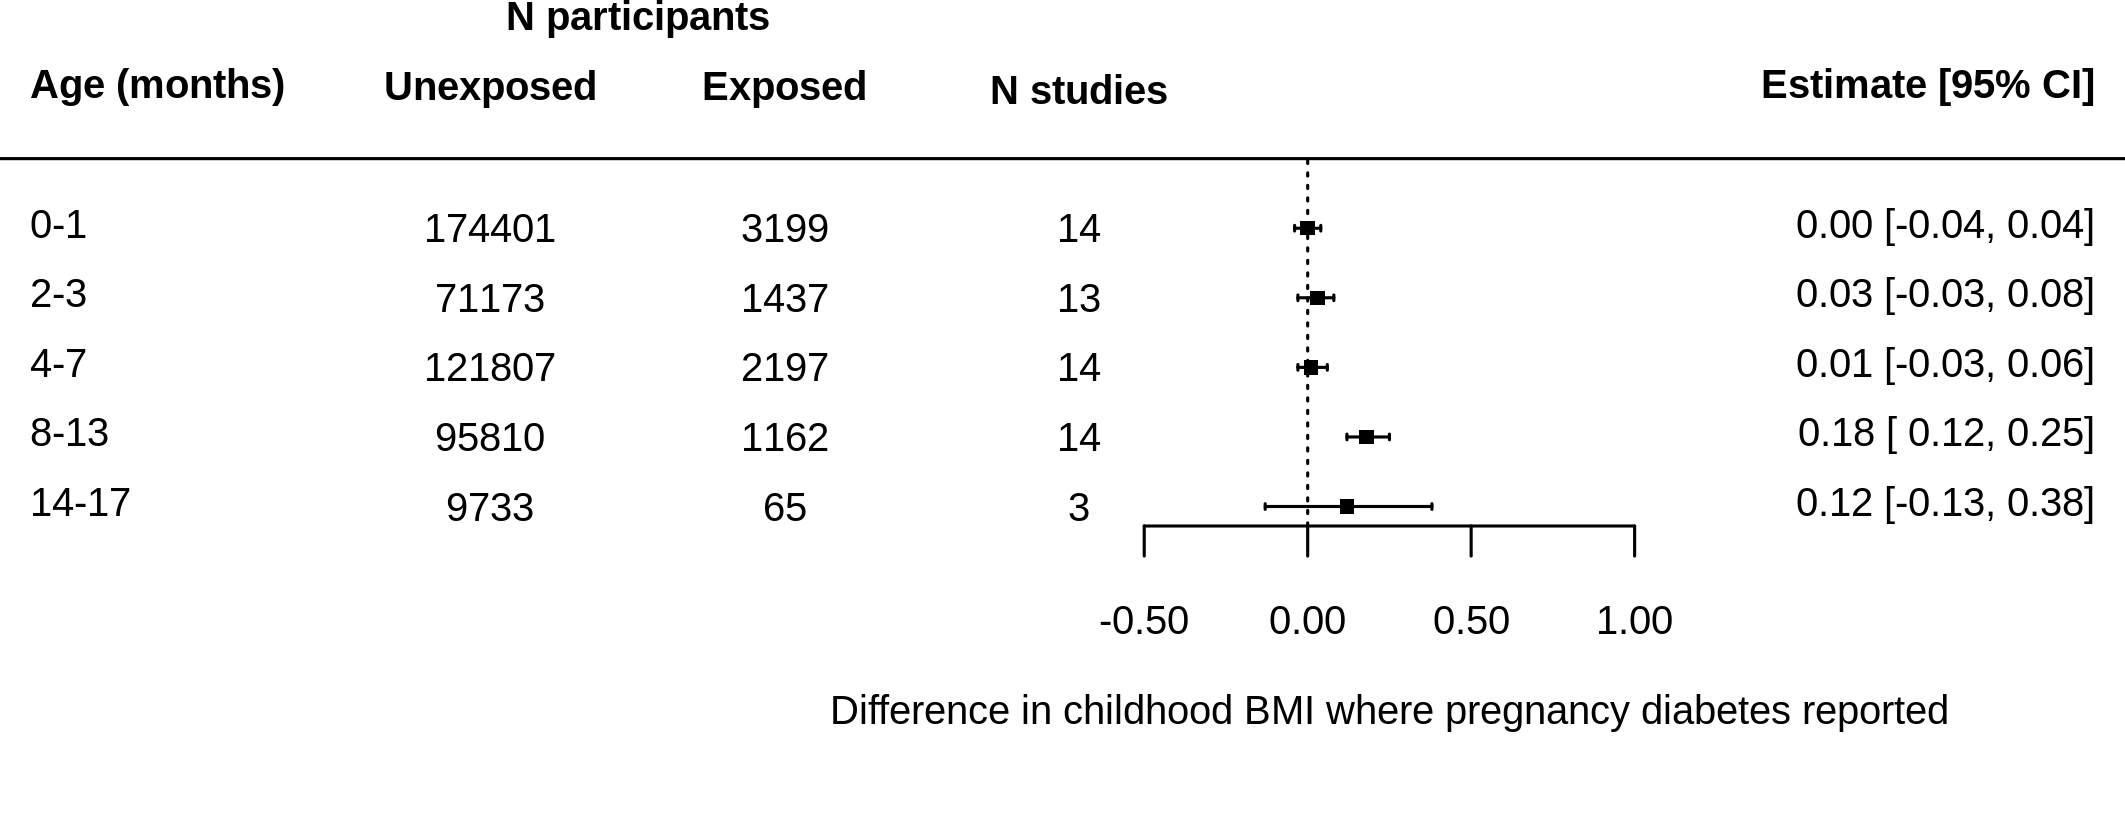 N participants
Age (months) Unexposed Exposed N studies Estimate [95% CI]
0-1 174401 3199 14 0.00 [-0.04, 0.04]
2-3 71173 1437 13 0.03 [-0.03, 0.08]
4-7 121807 2197 14 0.01 [-0.03, 0.06]
8-13 95810 1162 14 0.18 [ 0.12, 0.25]
14-17 9733 65 3 0.12 [-0.13, 0.38]
-0.50 0.00 0.50 1.00
Difference in childhood BMI where pregnancy diabetes reported